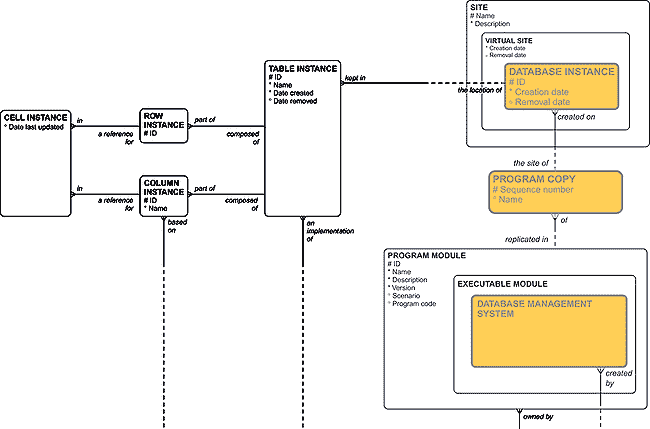 SITE
# Name
* Description
VIRTUAL SITE
* Creation date
o Removal date
DATABASE INSTANCE
# ID
* Creation date
o Removal date
created on
the location of
kept in
TABLE INSTANCE
# ID
* Name
* Date created
o Date removed
CELL INSTANCE
* Date last updated
in
a reference
for
ROW
INSTANCE
# ID
part of
composed
of
in
a reference
for
COLUMN
INSTANCE
# ID
* Name
part of
composed
of
based
on
an
implementation
of
the site of
PROGRAM COPY
# Sequence number
* Name
of
replicated in
PROGRAM MODULE
# ID
* Name
* Description
* Version
o Scenario
o Program code
EXECUTABLE MODULE
DATABASE MANAGEMENT
SYSTEM
created
by
owned by